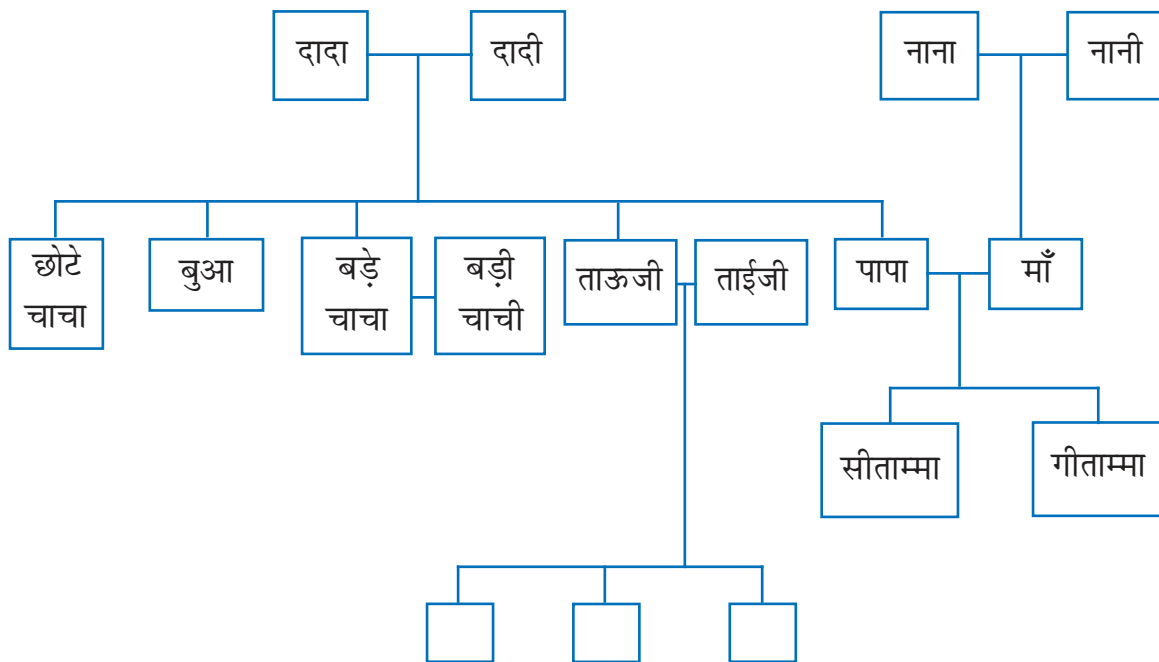 दादा
दादी
नाना
नानी
छोटे
चाचा
बुआ
बड़े
चाचा
बड़ी
चाची
ताऊजी
ताईजी
पापा
माँ
सीताम्मा
गीताम्मा